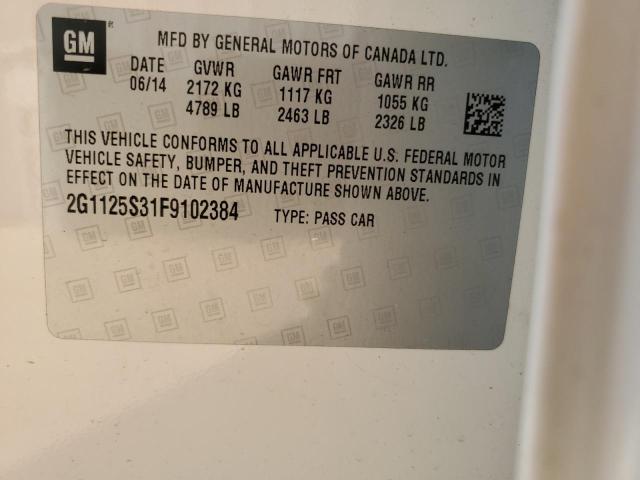 GM ® MFD BY GENERAL MOTORS OF CANADA LTD.
DATE GVWR GAWR FRT GAWR RR
06/14 2172 KG 1117 KG 1055 KG
4789 LB 2463 LB 2326 LB
THIS VEHICLE CONFORMS TO ALL APPLICABLE U.S. FEDERAL MOTOR
VEHICLE SAFETY, BUMPER, AND THEFT PREVENTION STANDARDS IN
EFFECT ON THE DATE OF MANUFACTURE SHOWN ABOVE.
2G1125S31F9102384 TYPE: PASS CAR